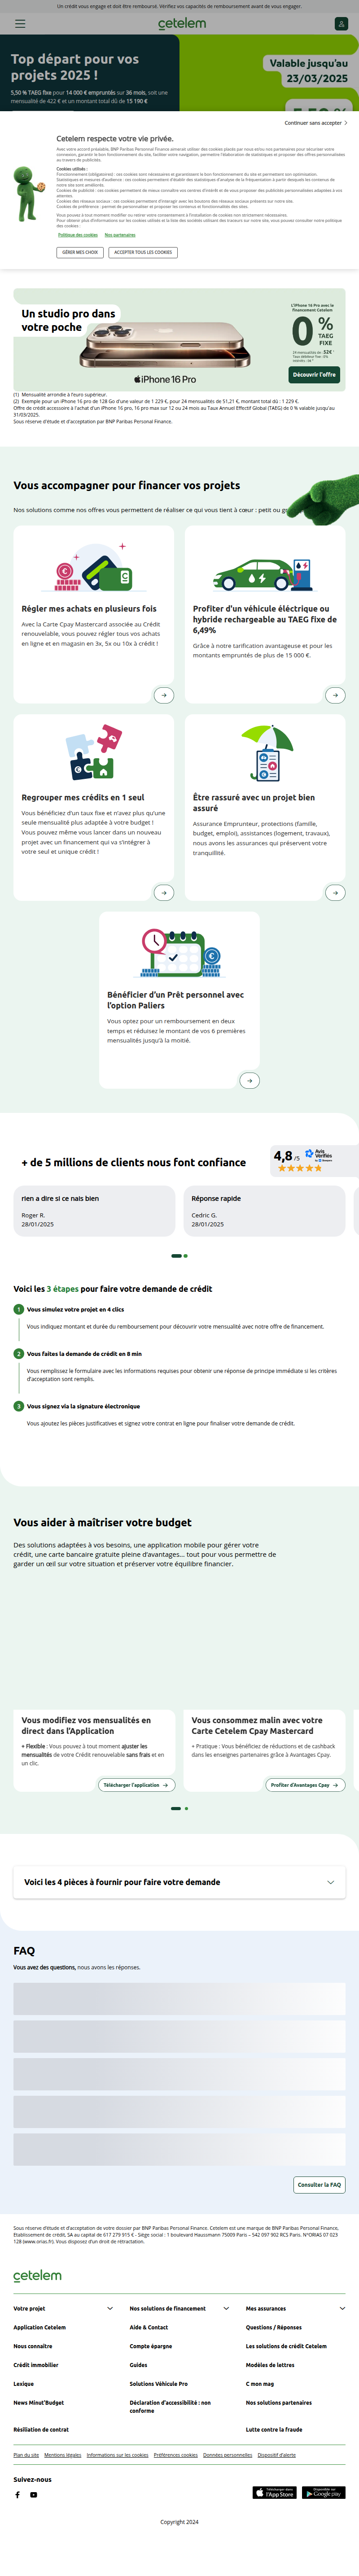 Un crédit vous engage et doit être remboursé. Vérifiez vos capacités de remboursement avant de vous engager.
cetelem
Top départ pour vos
projets 2025 !
Valable jusqu'au
23/03/2025
5,50 % TAEG fixe pour 14 000 € empruntés sur 36 mois, soit une
mensualité de 422 € et un montant total dû de 15 190 €
Continuer sans accepter
Cetelem respecte votre vie privée.
Avec votre accord préalable, BNP Paribas Personal Finance aimerait utiliser des cookies placés par nous et/ou nos partenaires pour sécuriser votre
connexion, garantir le bon fonctionnement du site, faciliter votre navigation, permettre l'élaboration de statistiques et proposer des offres personnalisées
au travers de publicités.
Cookies utilisés :
Fonctionnement (obligatoire) : ces cookies sont nécessaires et garantissent le bon fonctionnement du site et permettent son optimisation.
Statistiques et mesures d'audience : ces cookies permettent d'établir des statistiques et d'analyse de la fréquentation à partir desquels les contenus de
notre site sont améliorés.
Cookies de publicité : ces cookies permettent de mieux connaître vos centres d'intérêt et de vous proposer des publicités personnalisées adaptées à vos
attentes.
Cookies des réseaux sociaux : ces cookies permettent d'interagir avec les boutons des réseaux sociaux présents sur notre site.
Cookies de préférence : permet de personnaliser et proposer les contenus et fonctionnalités des sites.
Vous pouvez à tout moment modifier ou retirer votre consentement à l'installation de cookies non strictement nécessaires.
Pour obtenir plus d'informations sur les cookies utilisés et la liste des sociétés utilisant des traceurs sur notre site, vous pouvez consulter notre politique
des cookies :
Politique des cookies Nos partenaires
GÉRER MES CHOIX ACCEPTER TOUS LES COOKIES
Un studio pro dans
votre poche
L'iPhone 16 Pro avec le
financement Cetelem
0 % TAEG FIXE
24 mensualités de : 52€
iPhone 16 Pro
Découvrir l'offre
(1) Mensualité arrondie à l'euro supérieur.
(2) Exemple pour un iPhone 16 pro de 128 Go d'une valeur de 1 229 €, pour 24 mensualités de 51,21 €, montant total dû : 1 229 €.
Offre de crédit accessoire à l'achat d'un iPhone 16 pro, 16 pro max sur 12 ou 24 mois au Taux Annuel Effectif Global (TAEG) de 0 % valable jusqu'au
31/03/2025.
Sous réserve d'étude et d'acceptation par BNP Paribas Personal Finance.
Vous accompagner pour financer vos projets
Nos solutions comme nos offres vous permettent de réaliser ce qui vous tient à cœur : petit ou
Régler mes achats en plusieurs fois
Avec la Carte Cpay Mastercard associée au Crédit
renouvelable, vous pouvez régler tous vos achats
en ligne et en magasin en 3x, 5x ou 10x à crédit !
Profiter d'un véhicule électrique ou
hybride rechargeable au TAEG fixe de
6,49%
Grâce à notre tarification avantageuse et pour les
montants empruntés de plus de 15 000 €.
Regrouper mes crédits en 1 seul
Vous bénéficiez d'un taux fixe et n'avez plus qu'une
seule mensualité plus adaptée à votre budget !
Vous pouvez même vous lancer dans un nouveau
projet avec un financement qui va s'intégrer à
votre seul et unique crédit !
Être rassuré avec un projet bien
assuré
Assurance Emprunteur, protections (famille,
budget, emploi), assistances (logement, travaux),
nous avons les assurances qui préservent votre
tranquillité.
Bénéficier d'un Prêt personnel avec
l'option Paliers
Vous optez pour un remboursement en deux
temps et réduisez le montant de vos 6 premières
mensualités jusqu'à la moitié.
+ de 5 millions de clients nous font confiance
4,8 /5 Avis Vérifiés
rien a dire si ce nais bien
Roger R.
28/01/2025
Réponse rapide
Cedric G.
28/01/2025
Voici les 3 étapes pour faire votre demande de crédit
1 Vous simulez votre projet en 4 clics
Vous indiquez montant et durée du remboursement pour découvrir votre mensualité avec notre offre de financement.
2 Vous faites la demande de crédit en 8 min
Vous remplissez le formulaire avec les informations requises pour obtenir une réponse de principe immédiate si les critères
d'acceptation sont remplis.
3 Vous signez via la signature électronique
Vous ajoutez les pièces justificatives et signez votre contrat en ligne pour finaliser votre demande de crédit.
Vous aider à maîtriser votre budget
Des solutions adaptées à vos besoins, une application mobile pour gérer votre
crédit, une carte bancaire gratuite pleine d'avantages... tout pour vous permettre de
garder un œil sur votre situation et préserver votre équilibre financier.
Vous modifiez vos mensualités en
direct dans l'Application
+ Flexible : Vous pouvez à tout moment ajuster les
mensualités de votre Crédit renouvelable sans frais et en
un clic.
Télécharger l'application
Vous consommez malin avec votre
Carte Cetelem Cpay Mastercard
+ Pratique : Vous bénéficiez de réductions et de cashback
dans les enseignes partenaires grâce à Avantages Cpay.
Profiter d'Avantages Cpay
Voici les 4 pièces à fournir pour faire votre demande
FAQ
Vous avez des questions, nous avons les réponses.
Consulter la FAQ
Sous réserve d'étude et d'acceptation de votre dossier par BNP Paribas Personal Finance. Cetelem est une marque de BNP Paribas Personal Finance,
Etablissement de crédit, SA au capital de 617 279 915 € - Siège social : 1 boulevard Haussmann 75009 Paris – 542 097 902 RCS Paris. N°ORIAS 07 023
128 (www.orias.fr). Vous disposez d'un droit de rétractation.
cetelem
Votre projet Nos solutions de financement Mes assurances
Application Cetelem Aide & Contact Questions / Réponses
Nous connaitre Compte épargne Les solutions de crédit Cetelem
Crédit immobilier Guides Modèles de lettres
Lexique Solutions Véhicule Pro C mon mag
News Minut'Budget Déclaration d'accessibilité : non
conforme Nos solutions partenaires
Résiliation de contrat Lutte contre la fraude
Plan du site Mentions légales Informations sur les cookies Préférences cookies Données personnelles Dispositif d'alerte
Suivez-nous
Télécharger dans
l'App Store
Disponible sur
Google play
Copyright 2024